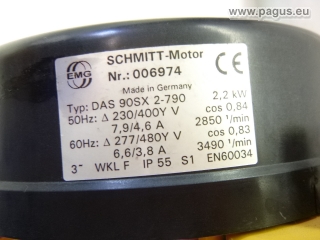 www.pagus.eu
SCHMITT-Motor
EMG
Nr.: 006974
CE
Made in Germany
Typ: DAS 90SX 2-790 2,2 kW
50Hz: Δ 230/400Y V cos 0,84
7,9/4,6 A 2850 ¹/min
60Hz: Δ 277/480Y V cos 0,83
6,6/3,8 A 3490 ¹/min
3~ WKL F IP 55 S1 EN60034